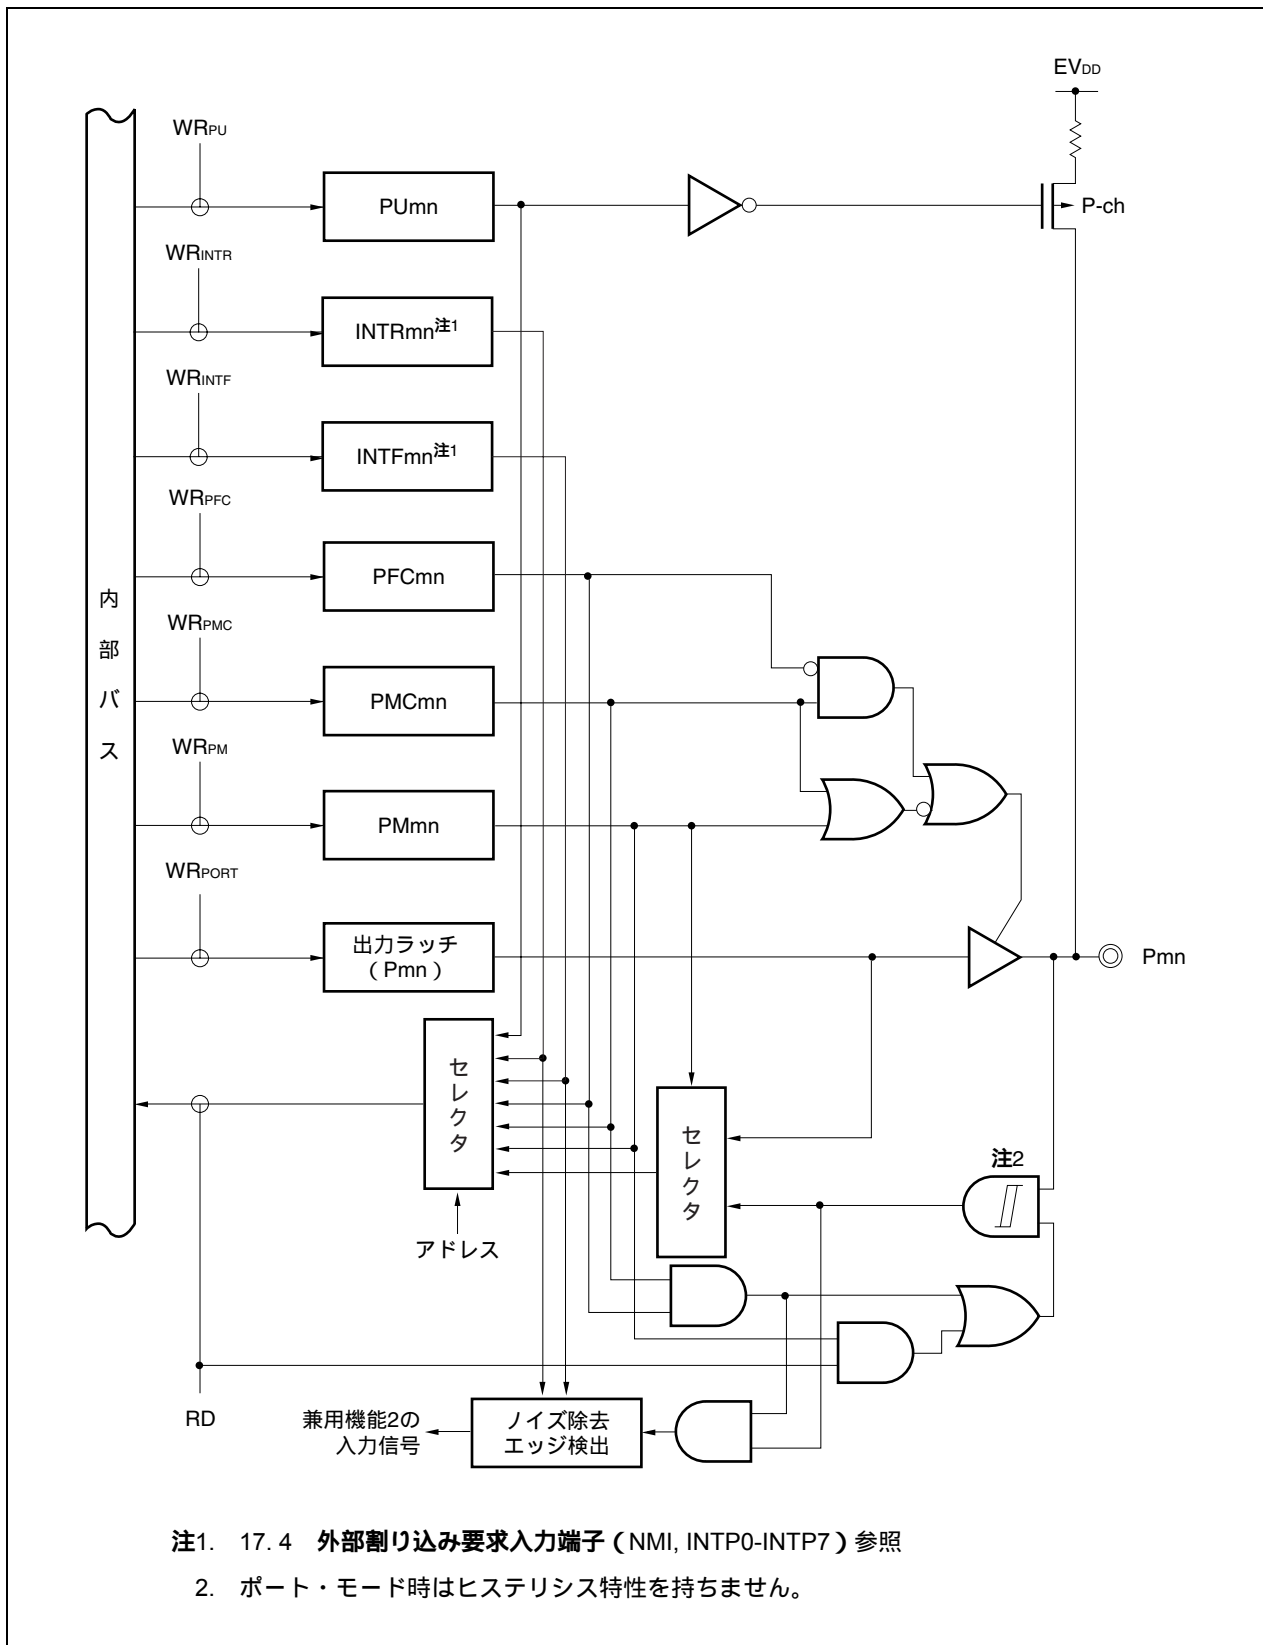 EVDD
WRPU
PUmn
P-ch
WRINTR
INTRmn注1
WRINTF
INTFmn注1
WRPFC
PFCmn
内部バス
WRPMC
PMCmn
WRPM
PMmn
WRPORT
出力ラッチ
(Pmn)
Pmn
セレクタ
セレクタ
注2
アドレス
RD
兼用機能2の
入力信号
ノイズ除去
エッジ検出
注1. 17. 4 外部割り込み要求入力端子(NMI, INTP0-INTP7)参照
2. ポート・モード時はヒステリシス特性を持ちません。